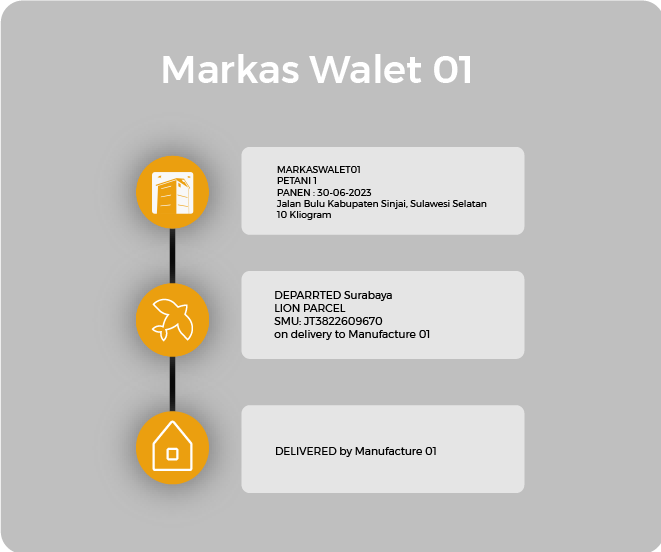 Markas Walet 01
MARKASWALET01
PETANI 1
PANEN : 30-06-2023
Jalan Bulu Kabupaten Sinjai, Sulawesi Selatan
10 Kliogram
DEPARRTED Surabaya
LION PARCEL
SMU: JT3822609670
on delivery to Manufacture 01
DELIVERED by Manufacture 01